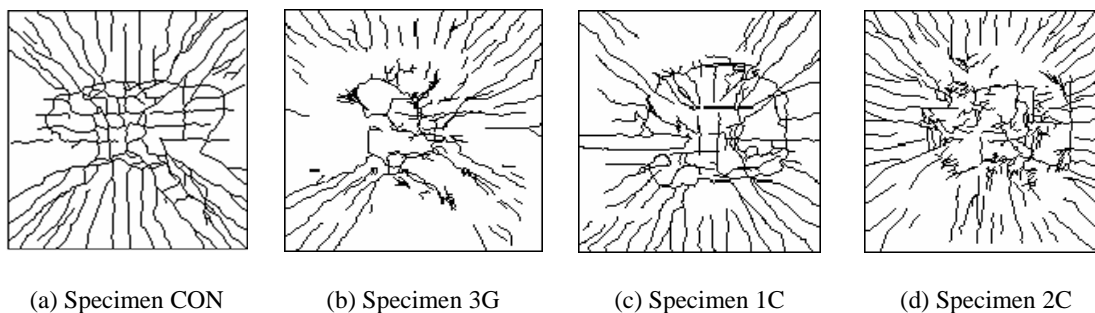 (a) Specimen CON
(b) Specimen 3G
(c) Specimen 1C
(d) Specimen 2C